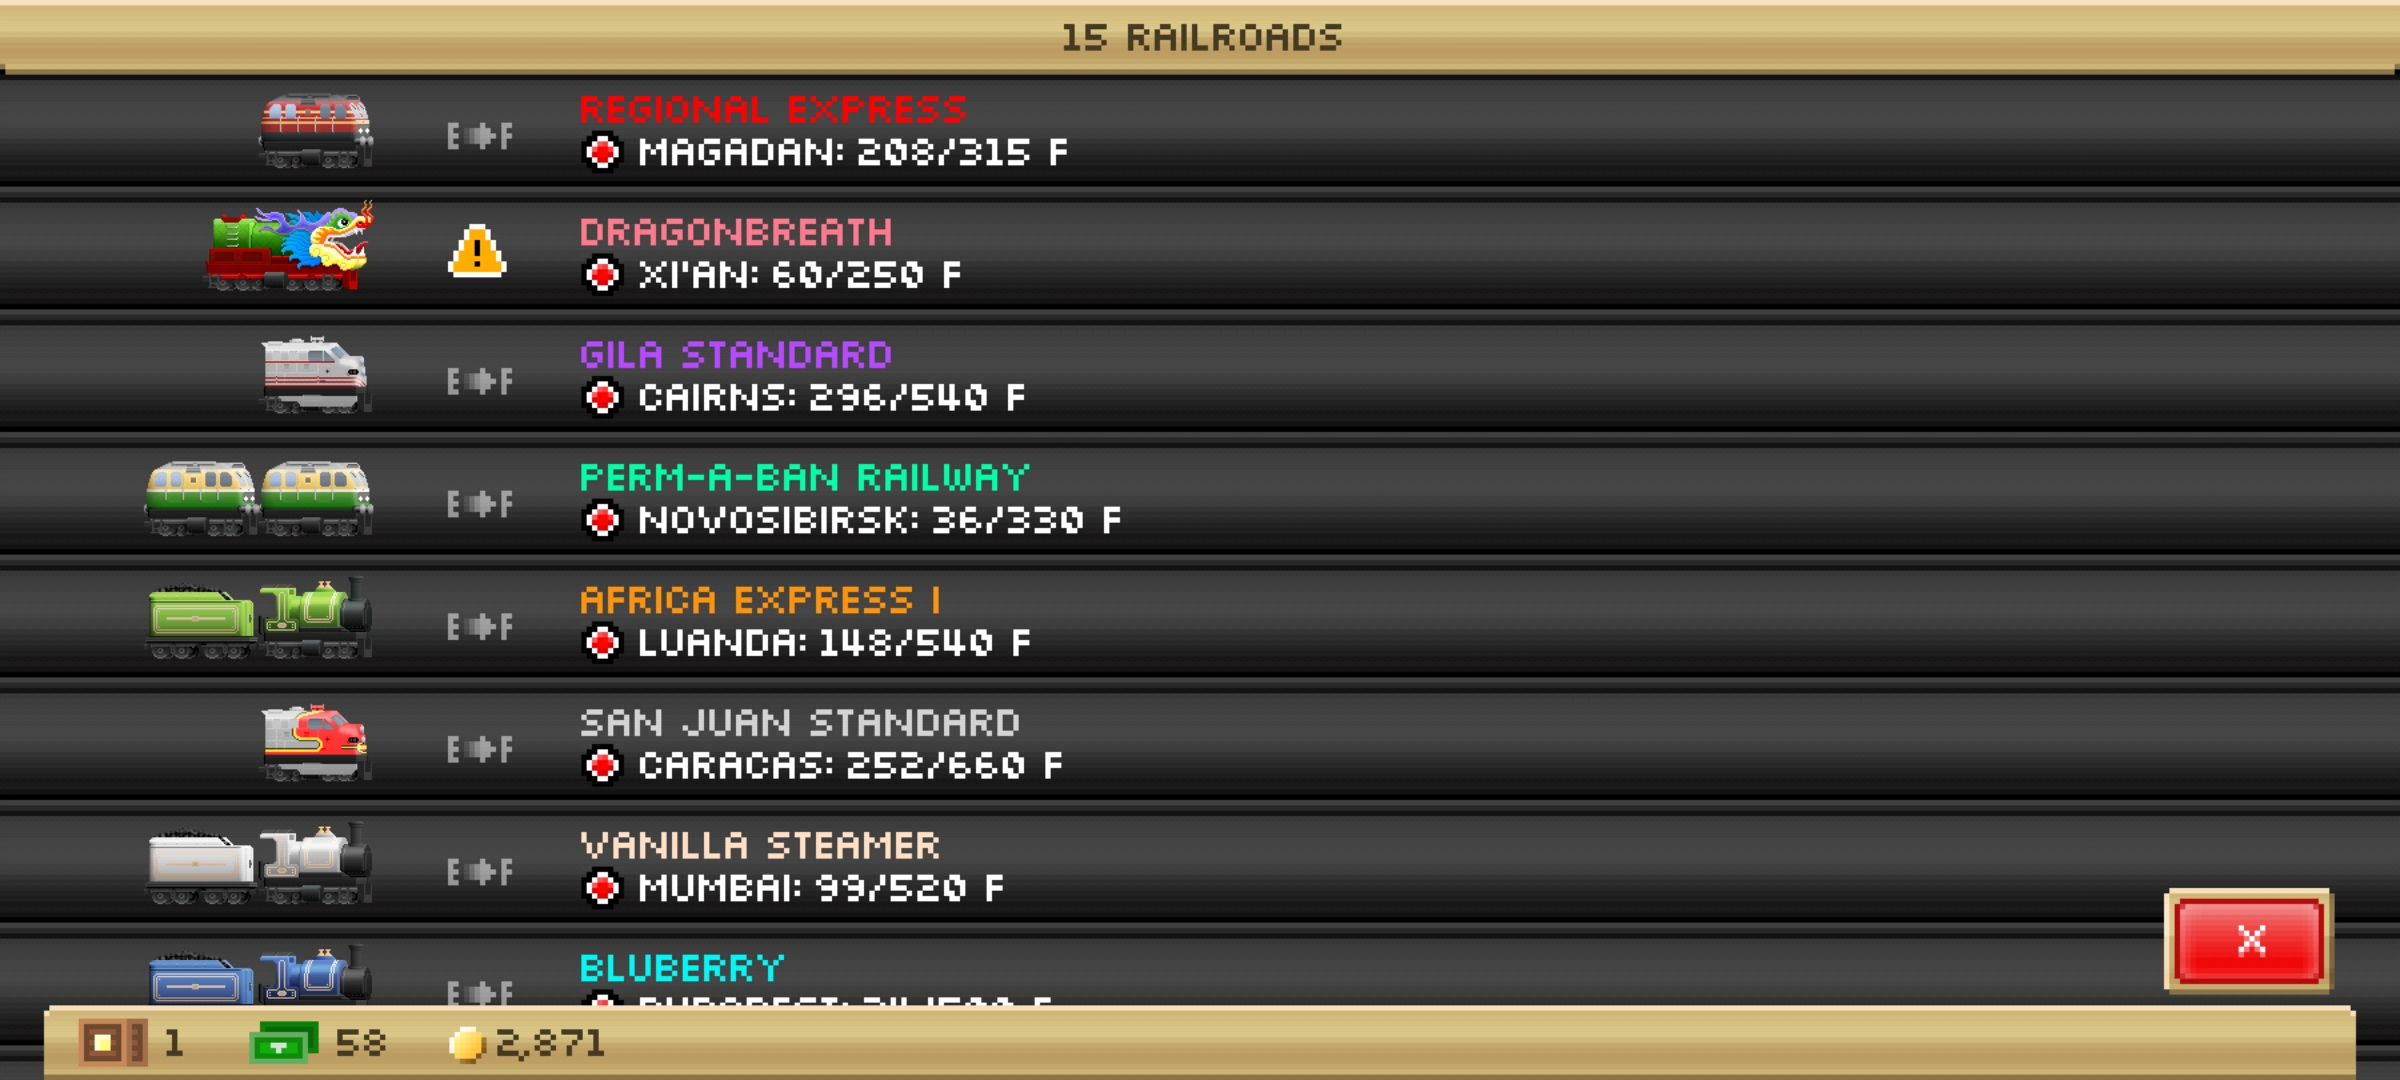 15 RAILROADS
REGIONAL EXPRESS
E F
MAGADAN: 208/315 F
DRAGONBREATH
!
XI'AN: 60/250 F
GILA STANDARD
E F
CAIRNS: 296/540 F
PERM-A-BAN RAILWAY
E F
NOVOSIBIRSK: 36/330 F
AFRICA EXPRESS I
E F
LUANDA: 148/540 F
SAN JUAN STANDARD
E F
CARACAS: 252/660 F
VANILLA STEAMER
E F
MUMBAI: 99/520 F
BLUBERRY
E F
X
1 58 2,871